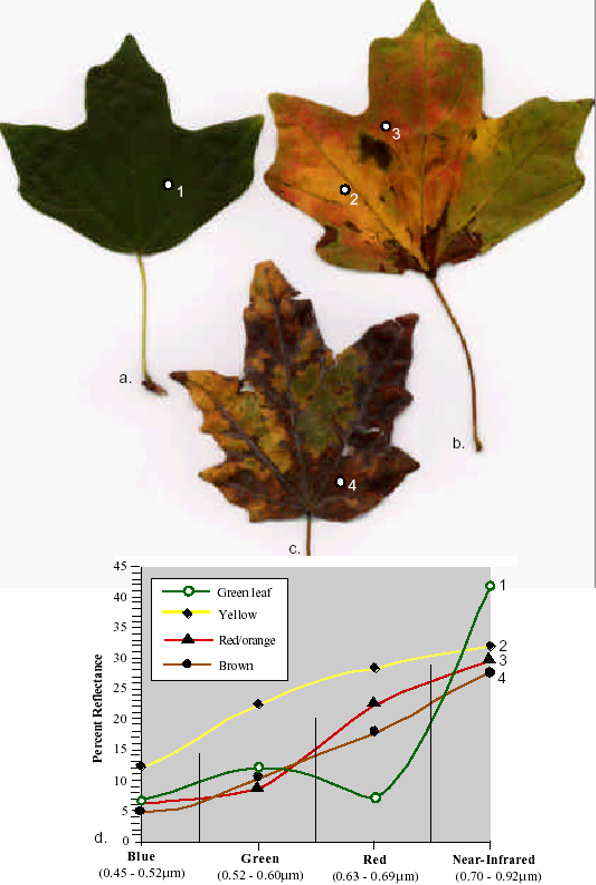 1
3
2
a.
b.
4
c.
45
40
35
30
25
20
15
10
5
0
Percent Reflectance
Green leaf
Yellow
Red/orange
Brown
1
2
3
4
d.
Blue Green Red Near-Infrared
(0.45 - 0.52µm) (0.52 - 0.60µm) (0.63 - 0.69µm) (0.70 - 0.92µm)